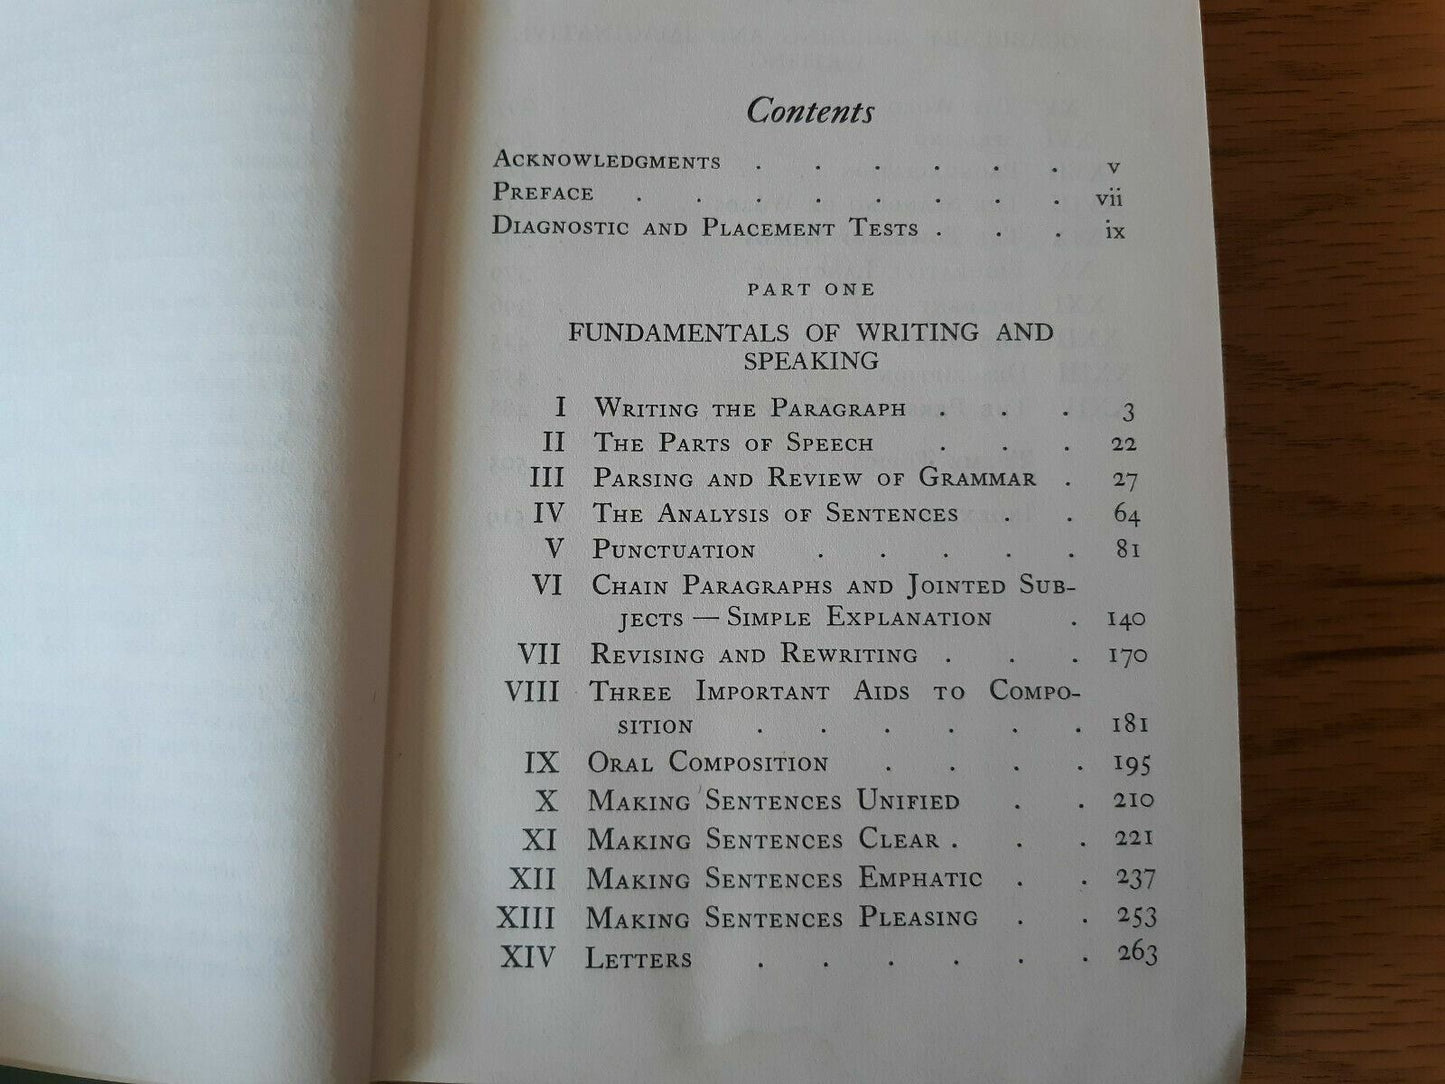 Contents
Acknowledgments . . . . . . v
Preface . . . . . . . . vii
Diagnostic and Placement Tests . . . ix
PART ONE
FUNDAMENTALS OF WRITING AND
SPEAKING
I Writing the Paragraph . . . 3
II The Parts of Speech . . . 22
III Parsing and Review of Grammar . 27
IV The Analysis of Sentences . . 64
V Punctuation . . . . . 81
VI Chain Paragraphs and Jointed Sub-
jects — Simple Explanation . 140
VII Revising and Rewriting . . . 170
VIII Three Important Aids to Compo-
sition . . . . . . 181
IX Oral Composition . . . . 195
X Making Sentences Unified . . 210
XI Making Sentences Clear . . . 221
XII Making Sentences Emphatic . . 237
XIII Making Sentences Pleasing . . 253
XIV Letters . . . . . . 263